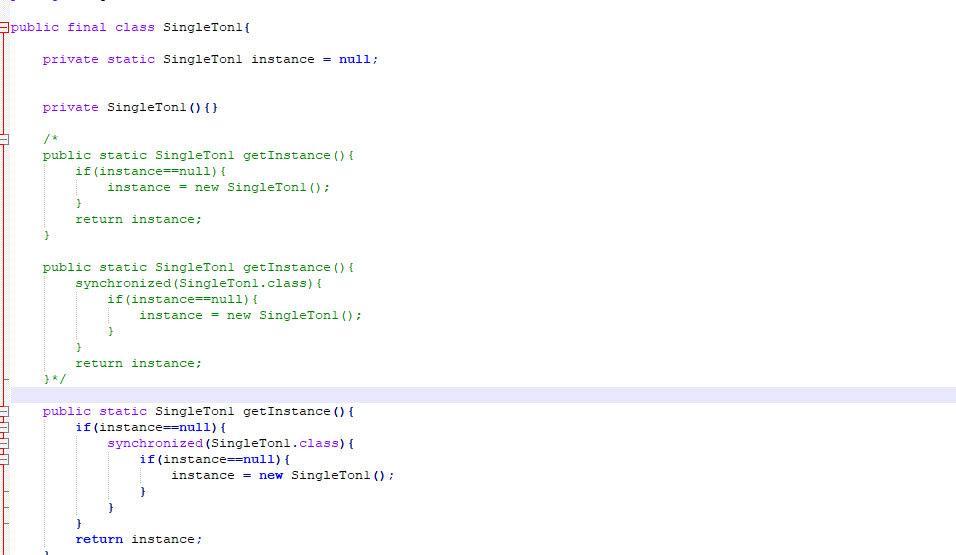 public final class SingleTon1{
private static SingleTon1 instance = null;
private SingleTon1(){}
/*
public static SingleTon1 getInstance(){
if(instance==null){
instance = new SingleTon1();
}
return instance;
}
public static SingleTon1 getInstance(){
synchronized(SingleTon1.class){
if(instance==null){
instance = new SingleTon1();
}
}
return instance;
}*/
public static SingleTon1 getInstance(){
if(instance==null){
synchronized(SingleTon1.class){
if(instance==null){
instance = new SingleTon1();
}
}
}
return instance;